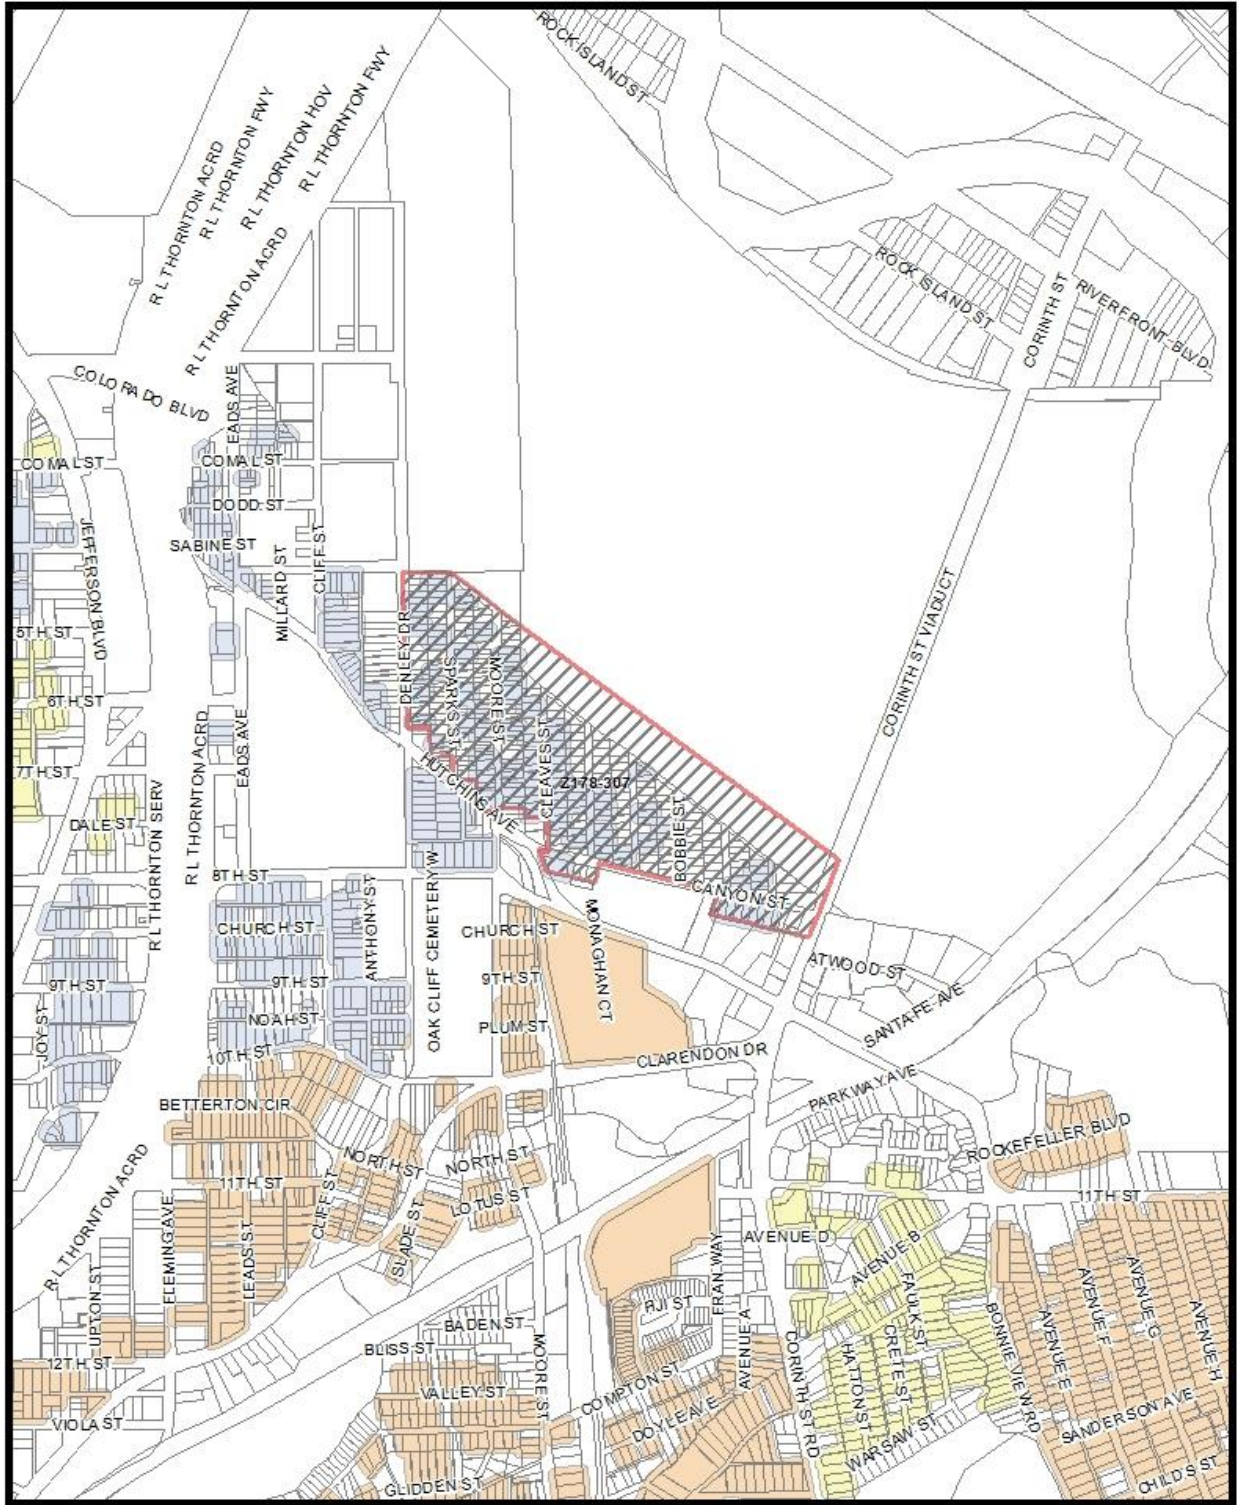 ROCK ISLAND ST
R L THORNTON FWY
R L THORNTON HOV
R L THORNTON FWY
R L THORNTON ACRD
R L THORNTON ACRD
ROCK ISLAND ST
CORINTH ST
RIVERFRONT BLVD
COLORADO BLVD
EADS AVE
COMAL ST
COMAL ST
DODD ST
SABINE ST
JEFFERSON BLVD
MILLARD ST
CLIFF ST
5TH ST
6TH ST
7TH ST
DALE ST
DENLEY DR
SPARKS ST
MOORE ST
CLEAVES ST
HUTCHINS AVE
Z178-307
BOBBIE ST
CANYON ST
CORINTH ST VIADUCT
R L THORNTON SERV
R L THORNTON ACRD
EADS AVE
8TH ST
CHURCH ST
ANTHONY ST
OAK CLIFF CEMETERY W
CHURCH ST
MONAGHAN CT
9TH ST
9TH ST
9TH ST
JOY ST
NOAH ST
10TH ST
PLUM ST
ATWOOD ST
SANTA FE AVE
CLARENDON DR
PARKWAY AVE
BETTERTON CIR
NORTH ST
NORTH ST
11TH ST
CLIFF ST
LOTUS ST
SLADE ST
ROCKEFELLER BLVD
11TH ST
R L THORNTON ACRD
UPTON ST
FLEMING AVE
LEADS ST
AVENUE D
AVENUE B
FAULK ST
FRAN WAY
AVENUE A
RJI ST
BADEN ST
BLISS ST
MOORE ST
12TH ST
VIOLA ST
VALLEY ST
COMPTON ST
DOYLE AVE
GLIDDEN ST
CORINTH ST RD
HATTON ST
CRETE ST
WARSAW ST
BONNIE VIEW RD
AVENUE E
AVENUE F
AVENUE G
AVENUE H
SANDERSON AVE
CHILDS ST